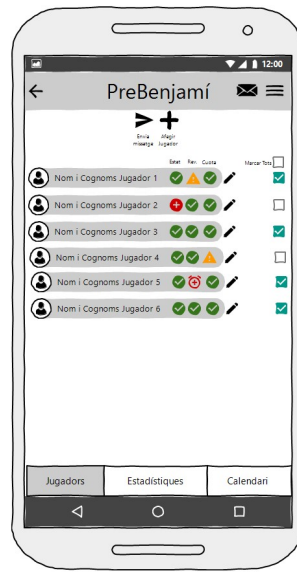 12:00
PreBenjamí
Envia
missatge
Afegir
Jugador
Estat Rev. Cuota Marcar Tots
Nom i Cognoms Jugador 1
Nom i Cognoms Jugador 2
Nom i Cognoms Jugador 3
Nom i Cognoms Jugador 4
Nom i Cognoms Jugador 5
Nom i Cognoms Jugador 6
Jugadors Estadístiques Calendari